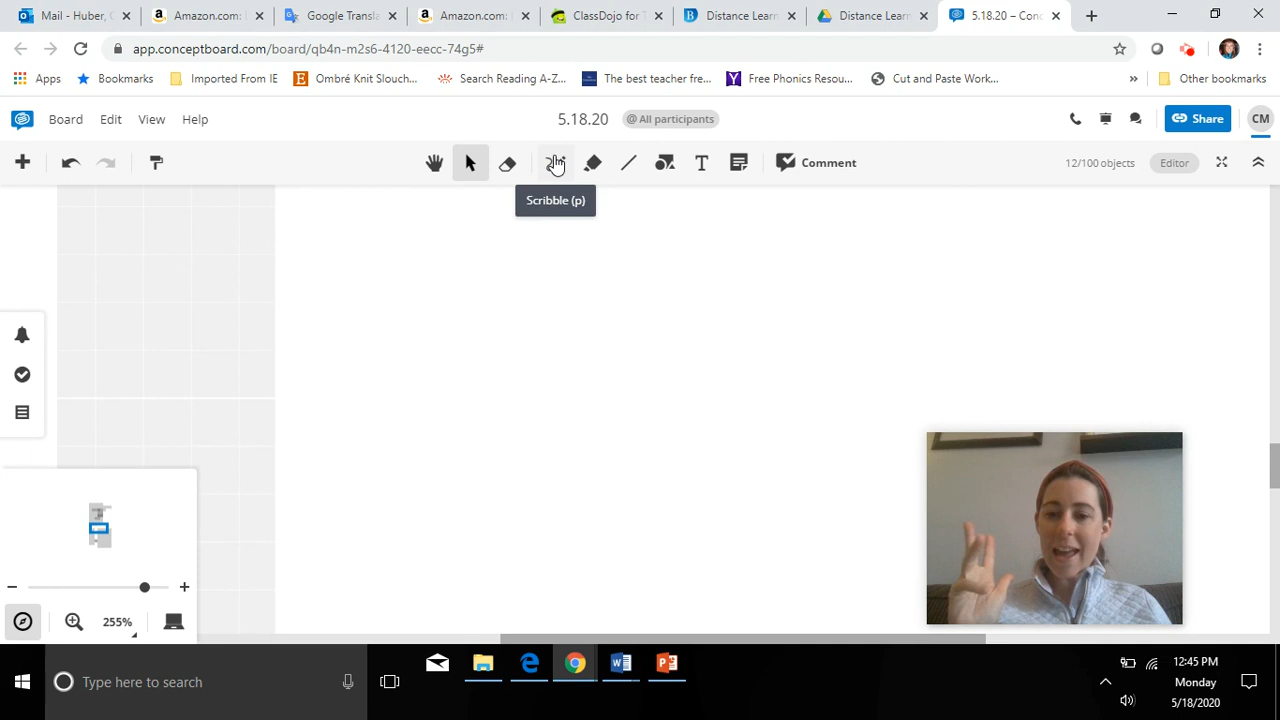 Mail - Huber, C
Amazon.com: I
Google Transla
Amazon.com: I
ClassDojo for T
Distance Learn
Distance Learn
5.18.20 – Conc
app.conceptboard.com/board/qb4n-m2s6-4120-eecc-74g5#
Apps
Bookmarks
Imported From IE
Ombré Knit Slouch...
Search Reading A-Z...
The best teacher fre...
Free Phonics Resou...
Cut and Paste Work...
»
Other bookmarks
Board
Edit
View
Help
5.18.20
@ All participants
Share
CM
Comment
12/100 objects
Editor
Scribble (p)
255%
Type here to search
12:45 PM
Monday
5/18/2020